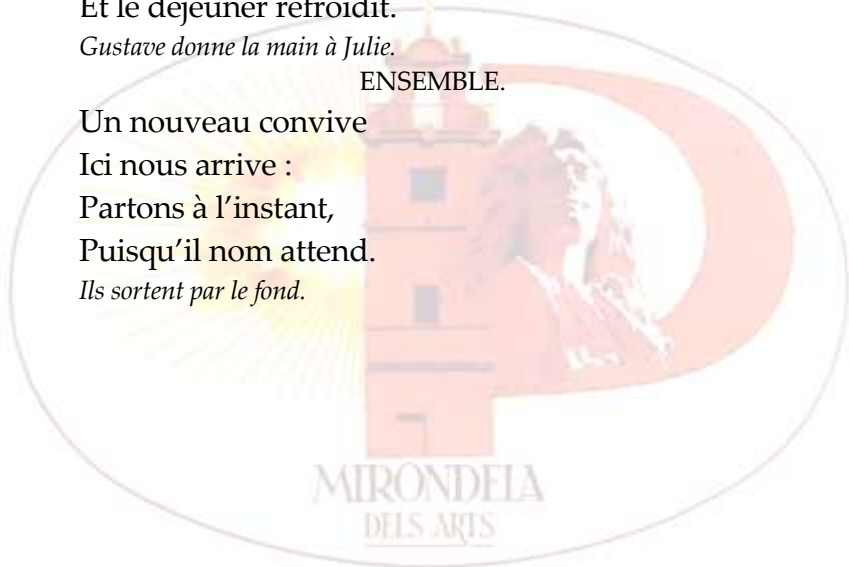 Et le déjeuner refroidit.
Gustave donne la main à Julie.
ENSEMBLE.
Un nouveau convive
Ici nous arrive :
Partons à l’instant,
Puisqu’il nom attend.
Ils sortent par le fond.
MIRONDELA
DELS ARTS